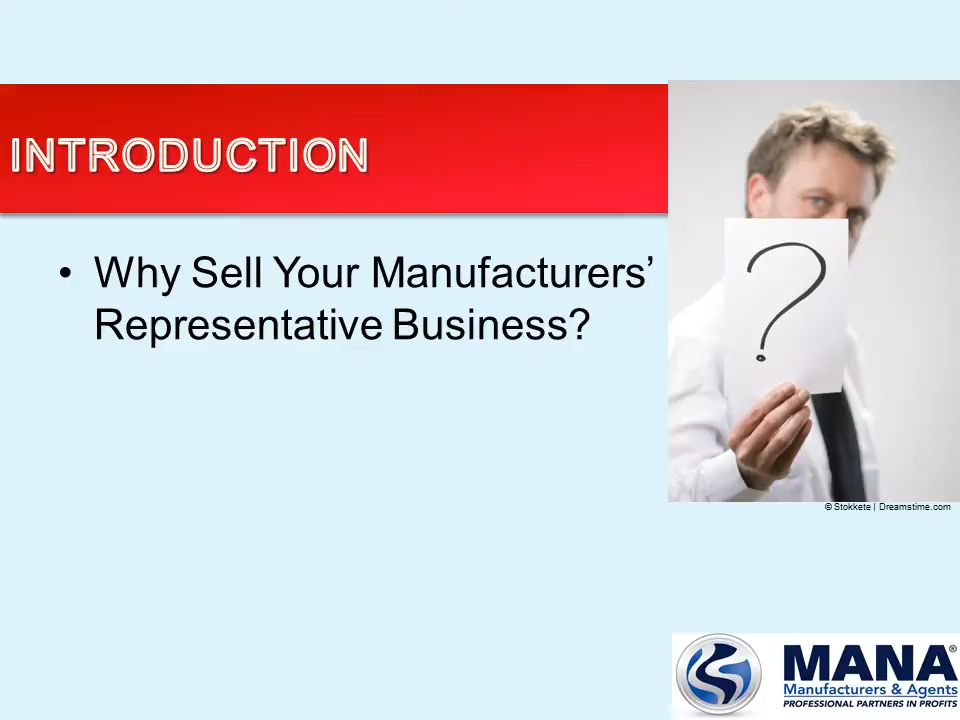 INTRODUCTION
• Why Sell Your Manufacturers’
Representative Business?
?
© Stokkete | Dreamstime.com
MANA®
Manufacturers & Agents
PROFESSIONAL PARTNERS IN PROFITS